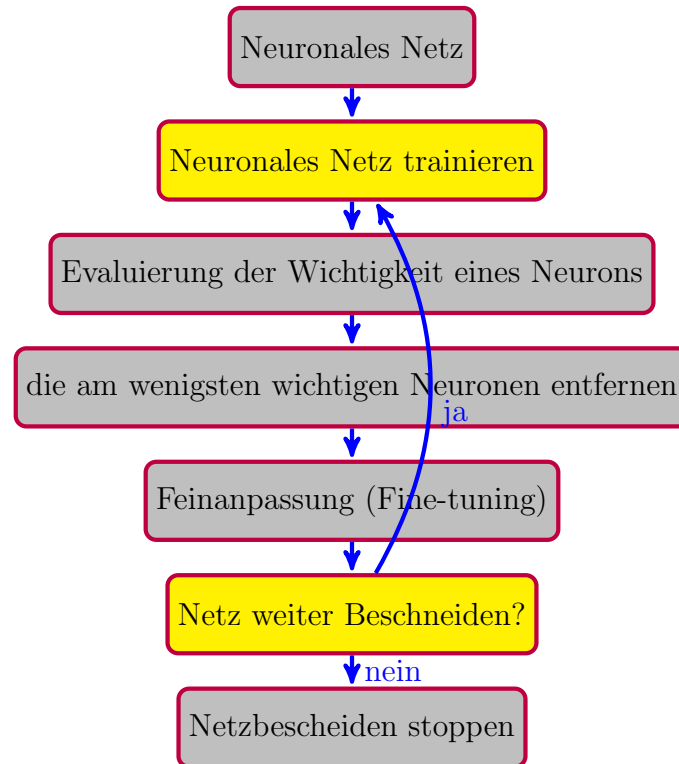 Neuronales Netz
Neuronales Netz trainieren
Evaluierung der Wichtigkeit eines Neurons
die am wenigsten wichtigen Neuronen entfernen
ja
Feinanpassung (Fine-tuning)
Netz weiter Beschneiden?
nein
Netzbescheiden stoppen